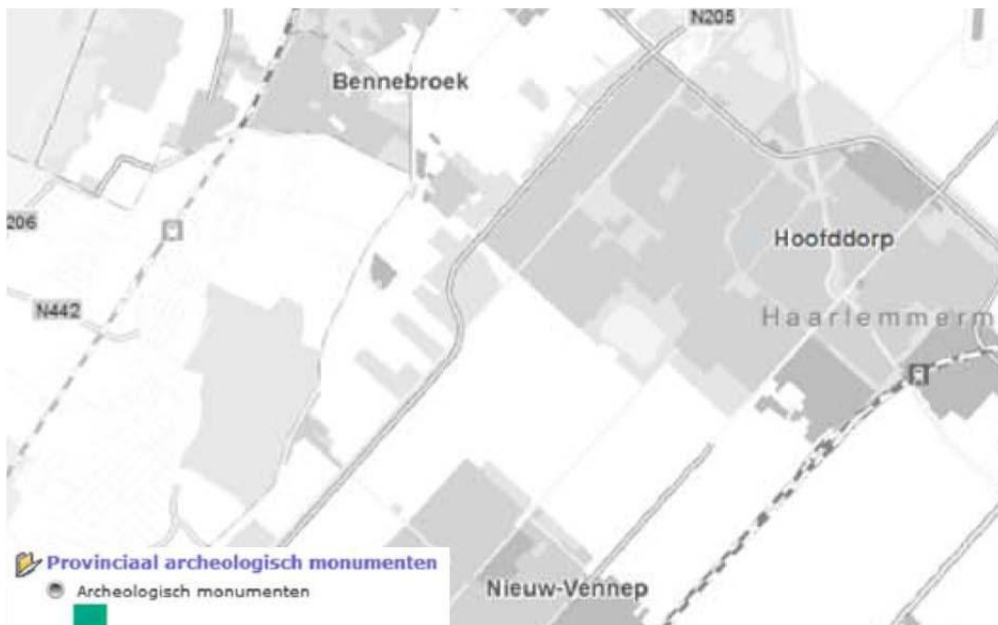 N205
Bennebroek
206
Hoofddorp
N442
Haarlemmerm
Provinciaal archeologisch monumenten
Archeologisch monumenten
Nieuw-Vennep